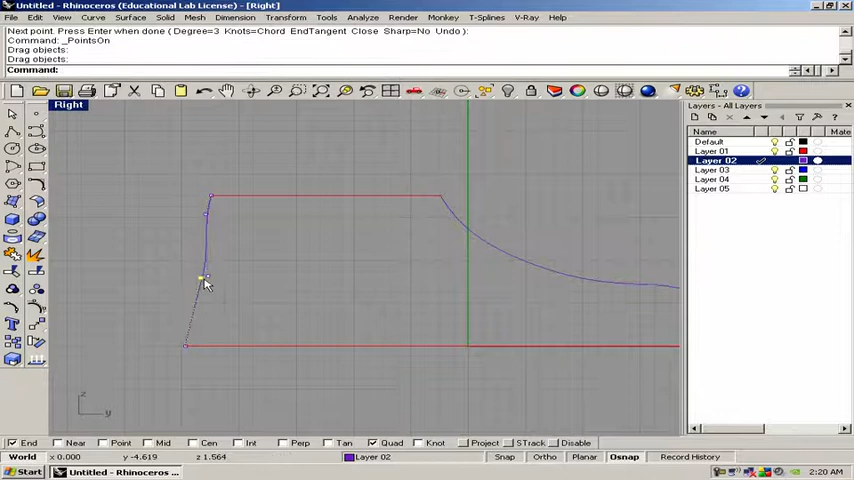 Untitled - Rhinoceros (Educational Lab License) - [Right]
File Edit View Curve Surface Solid Mesh Dimension Transform Tools Analyze Render Monkey T-Splines V-Ray Help
Next point. Press Enter when done ( Degree=3 Knots=Chord EndTangent Close Sharp=No Undo ):
Command: _PointsOn
Drag objects:
Drag objects:
Command:
Right
Layers - All Layers
Name Mate
Default
Layer 01
Layer 02
Layer 03
Layer 04
Layer 05
z
y
End Near Point Mid Cen Int Perp Tan Quad Knot Project STrack Disable
World x 0.000 y -4.619 z 1.564 Layer 02 Snap Ortho Planar Osnap Record History
Start Untitled - Rhinoceros (E... 2:20 AM